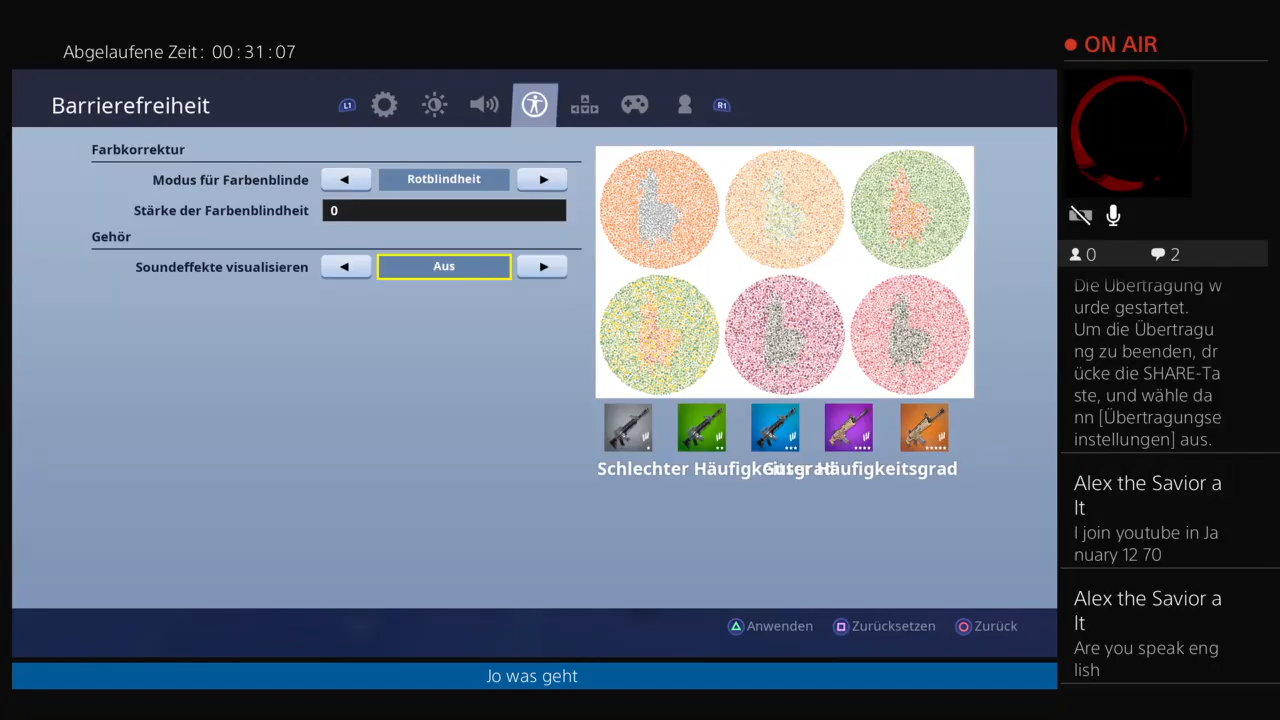 Abgelaufene Zeit: 00:31:07
ON AIR
Barrierefreiheit
L1
R1
Farbkorrektur
Modus für Farbenblinde
Rotblindheit
Stärke der Farbenblindheit
0
Gehör
Soundeffekte visualisieren
Aus
Schlechter Häufigkeitsgrad
Guter Häufigkeitsgrad
Anwenden
Zurücksetzen
Zurück
Jo was geht
0
2
Die Übertragung w
urde gestartet.
Um die Übertragu
ng zu beenden, dr
ücke die SHARE-Ta
ste, und wähle da
nn [Übertragungse
instellungen] aus.
Alex the Savior a
lt
I join youtube in Ja
nuary 12 70
Alex the Savior a
lt
Are you speak eng
lish